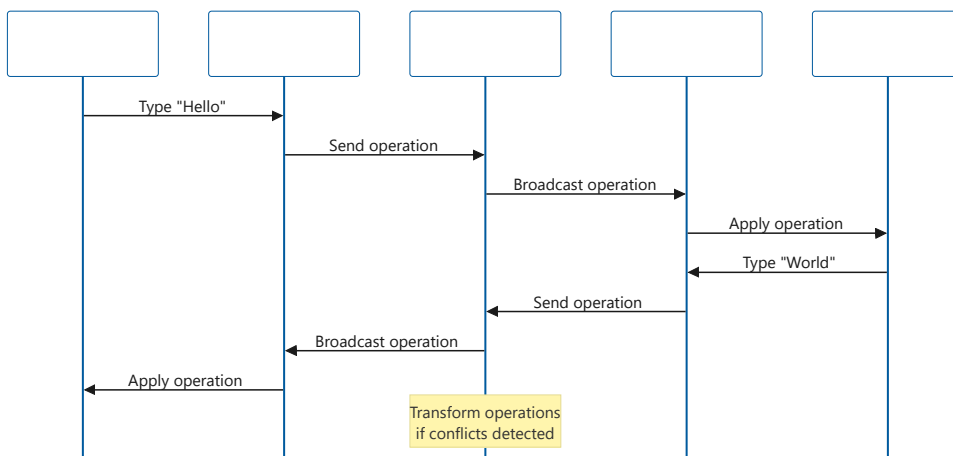 Type "Hello"
Send operation
Broadcast operation
Apply operation
Type "World"
Send operation
Broadcast operation
Apply operation
Transform operations
if conflicts detected